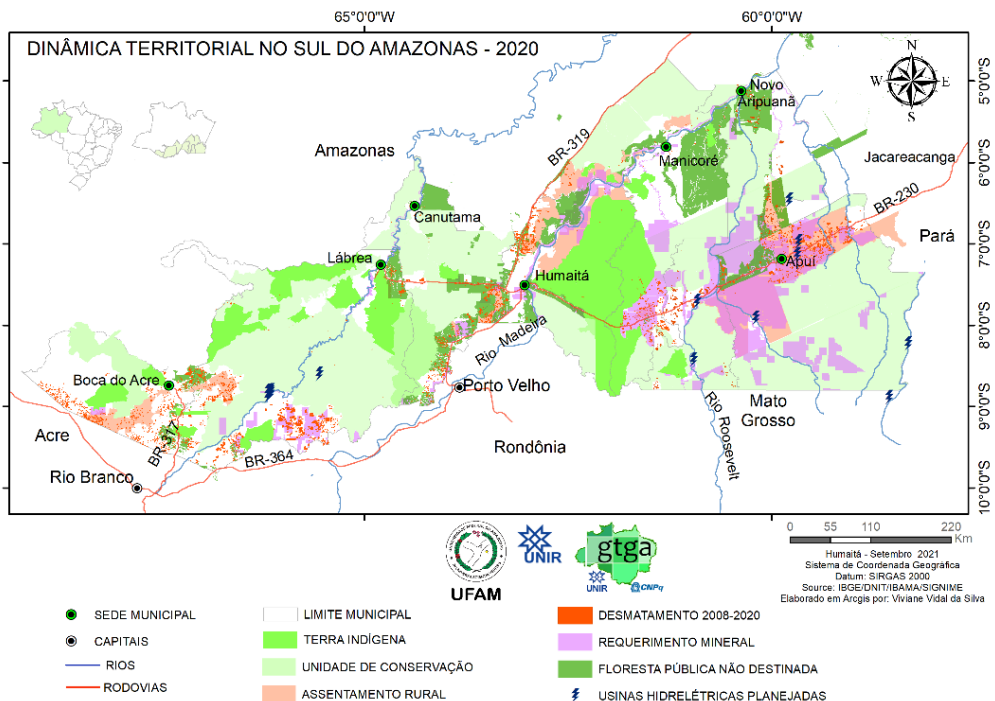 65°0'0"W
60°0'0"W
DINÂMICA TERRITORIAL NO SUL DO AMAZONAS - 2020
N
W
E
S
5°0'0"S
6°0'0"S
7°0'0"S
8°0'0"S
9°0'0"S
10°0'0"S
Novo
Aripuanã
BR-319
Manicoré
Amazonas
Jacareacanga
BR-230
Canutama
Pará
Lábrea
Humaitá
Apuí
Rio Madeira
Boca do Acre
Porto Velho
Mato
Grosso
Rio Roosevelt
Acre
BR-317
BR-364
Rondônia
Rio Branco
0 55 110 220
Km
UFAM
UNIR
gtga
UNIR
CNPq
Humaitá - Setembro 2021
Sistema de Coordenada Geográfica
Datum: SIRGAS 2000
Source: IBGE/DNIT/IBAMA/SIGNIME
Elaborado em Arcgis por: Viviane Vidal da Silva
SEDE MUNICIPAL
CAPITAIS
RIOS
RODOVIAS
LIMITE MUNICIPAL
TERRA INDÍGENA
UNIDADE DE CONSERVAÇÃO
ASSENTAMENTO RURAL
DESMATAMENTO 2008-2020
REQUERIMENTO MINERAL
FLORESTA PÚBLICA NÃO DESTINADA
USINAS HIDRELÉTRICAS PLANEJADAS